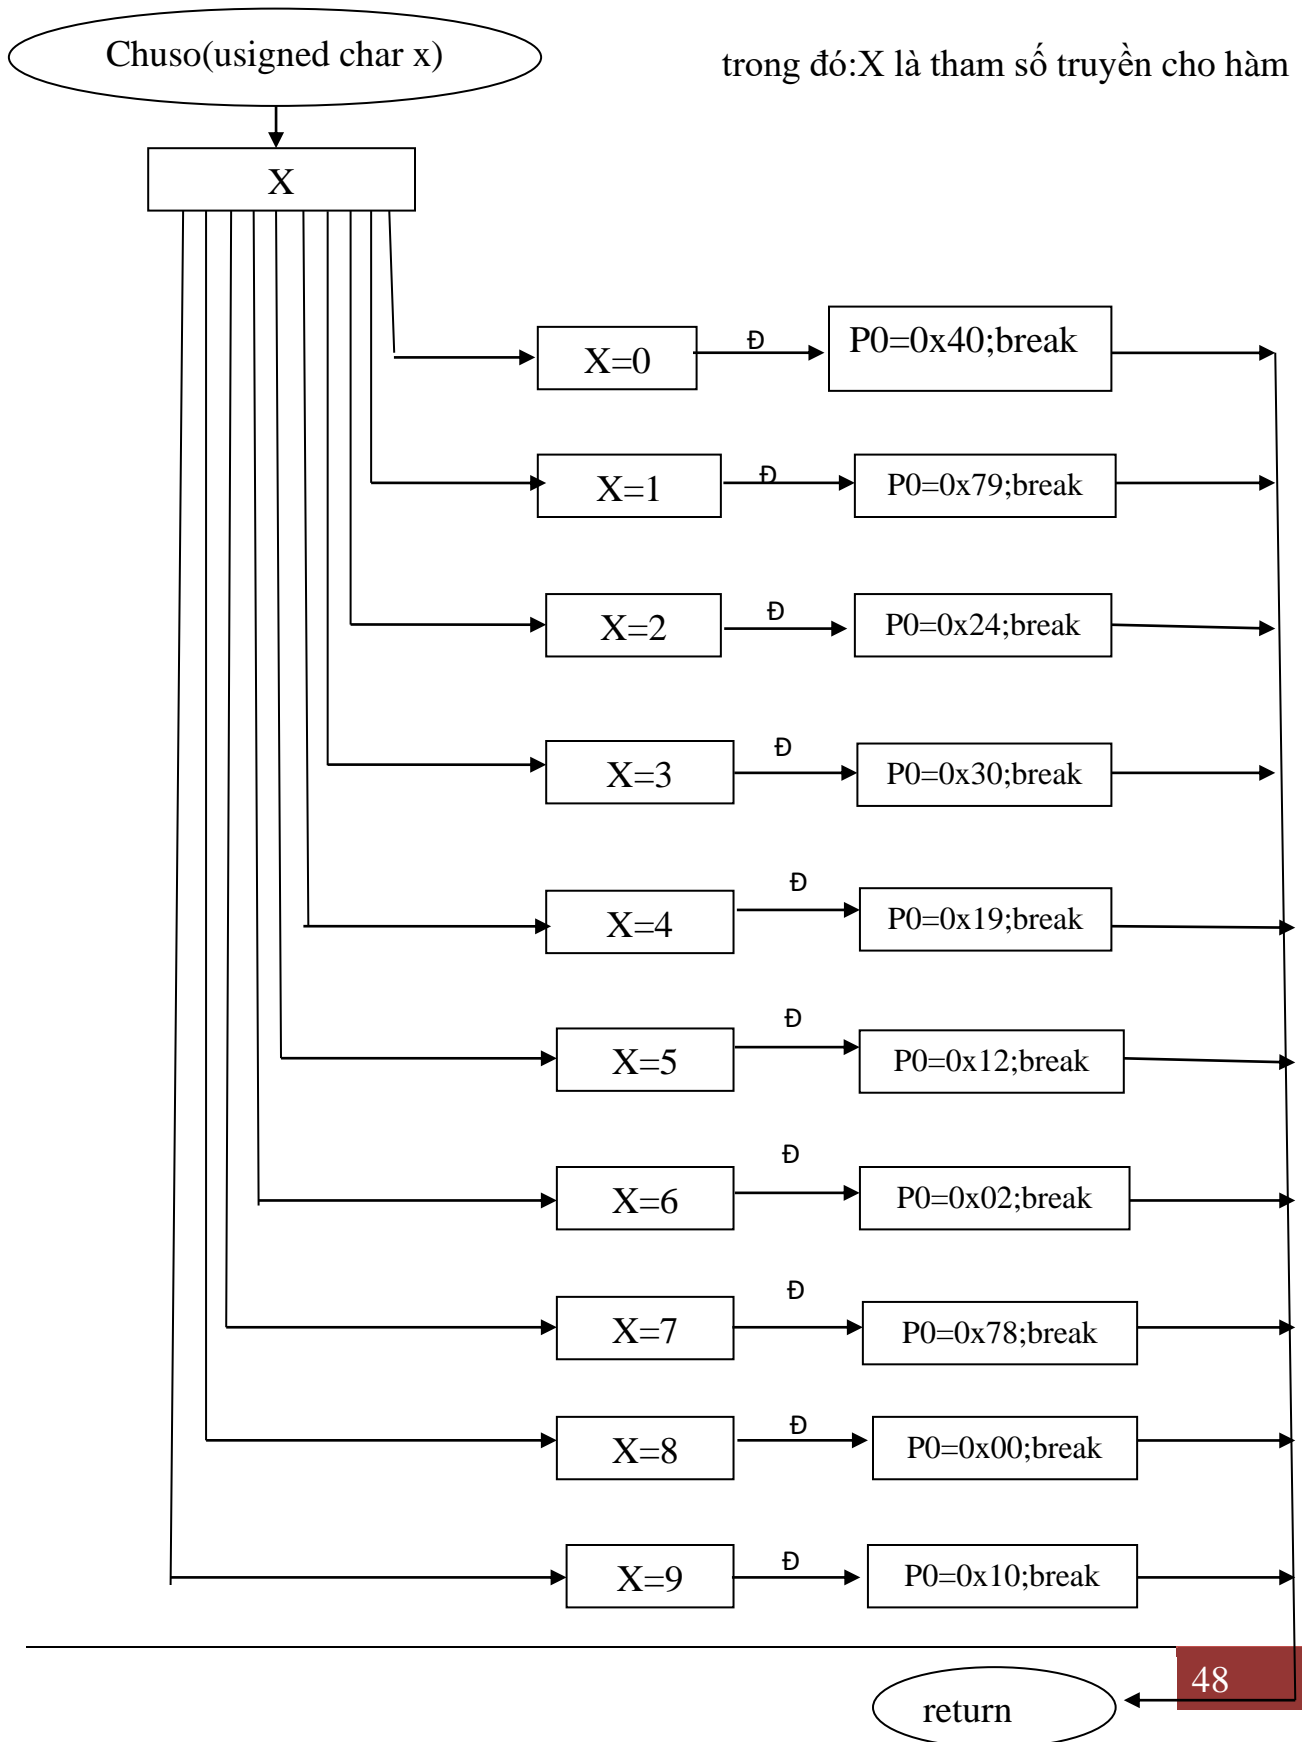 Chuso(usigned char x)
trong đó:X là tham số truyền cho hàm
X
X=0
Đ
P0=0x40;break
X=1
Đ
P0=0x79;break
X=2
Đ
P0=0x24;break
X=3
Đ
P0=0x30;break
X=4
Đ
P0=0x19;break
X=5
Đ
P0=0x12;break
X=6
Đ
P0=0x02;break
X=7
Đ
P0=0x78;break
X=8
Đ
P0=0x00;break
X=9
Đ
P0=0x10;break
48
return